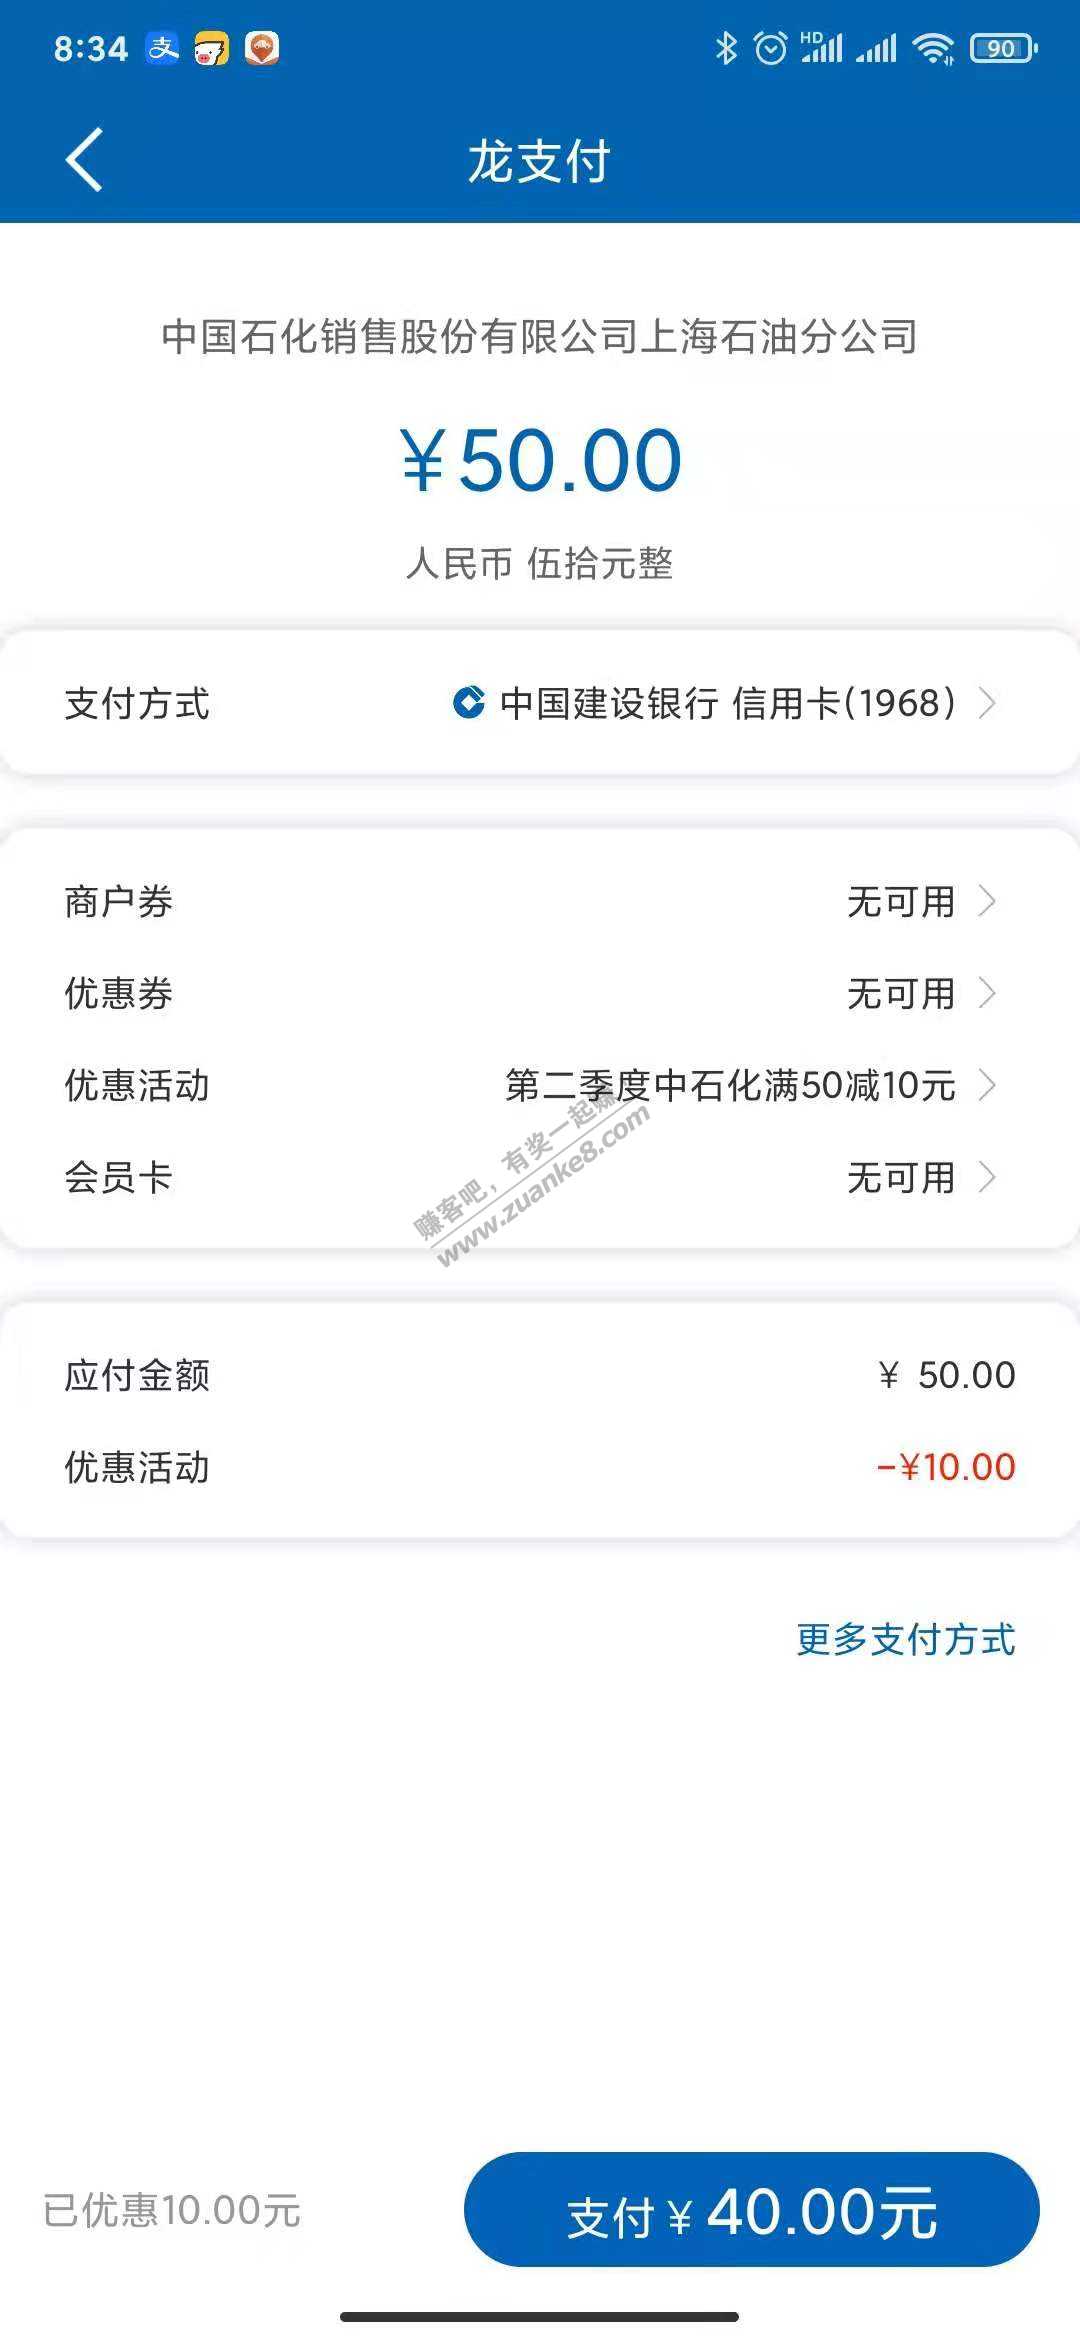 8:34 支 HD 90
龙支付
中国石化销售股份有限公司上海石油分公司
¥50.00
人民币 伍拾元整
支付方式 中国建设银行 信用卡(1968)
商户券 无可用
优惠券 无可用
优惠活动 第二季度中石化满50减10元
会员卡 无可用
赚客吧，有奖一起赚
www.zuanke8.com
应付金额 ¥ 50.00
优惠活动 -¥10.00
更多支付方式
已优惠10.00元 支付¥40.00元